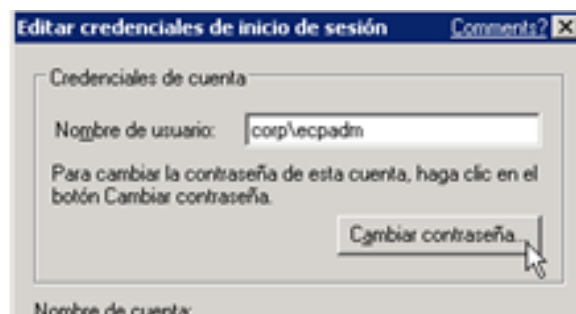 Editar credenciales de inicio de sesión Comments?
Credenciales de cuenta
Nombre de usuario: corp\ecpadm
Para cambiar la contraseña de esta cuenta, haga clic en el
botón Cambiar contraseña.
Cambiar contraseña...
Nombre de cuenta: